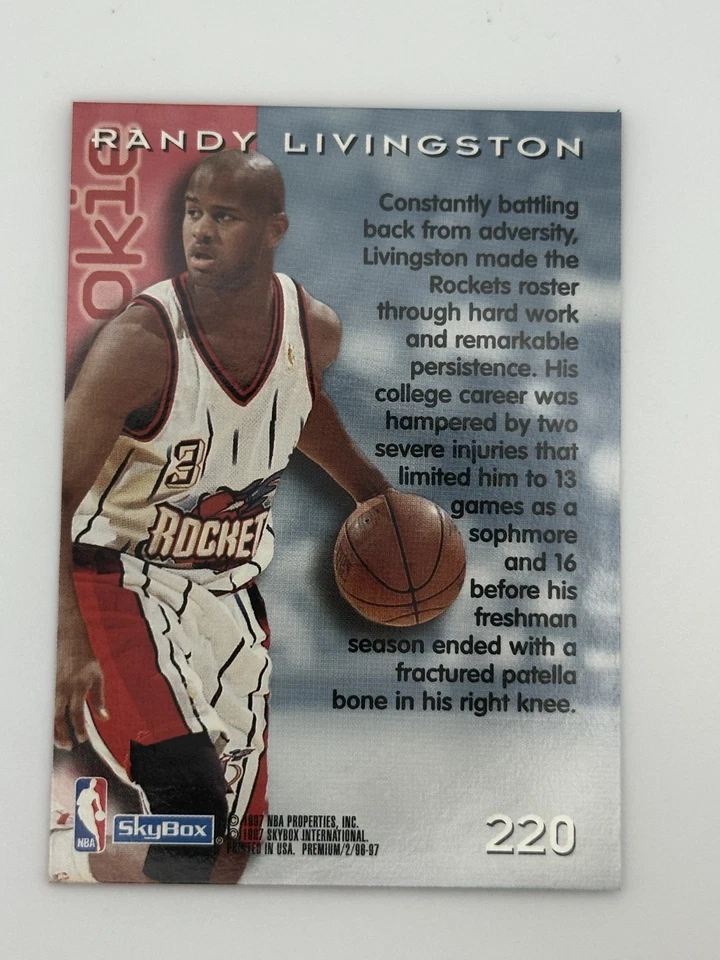 RANDY LIVINGSTON
okie
Constantly battling
back from adversity,
Livingston made the
Rockets roster
through hard work
and remarkable
persistence. His
college career was
hampered by two
severe injuries that
limited him to 13
games as a
sophmore
and 16
before his
freshman
season ended with a
fractured patella
bone in his right knee.
3
ROCKET
NBA
SkyBox®
© 1997 NBA PROPERTIES, INC.
© 1997 SKYBOX INTERNATIONAL.
PRINTED IN USA. PREMIUM/2/96-97
220